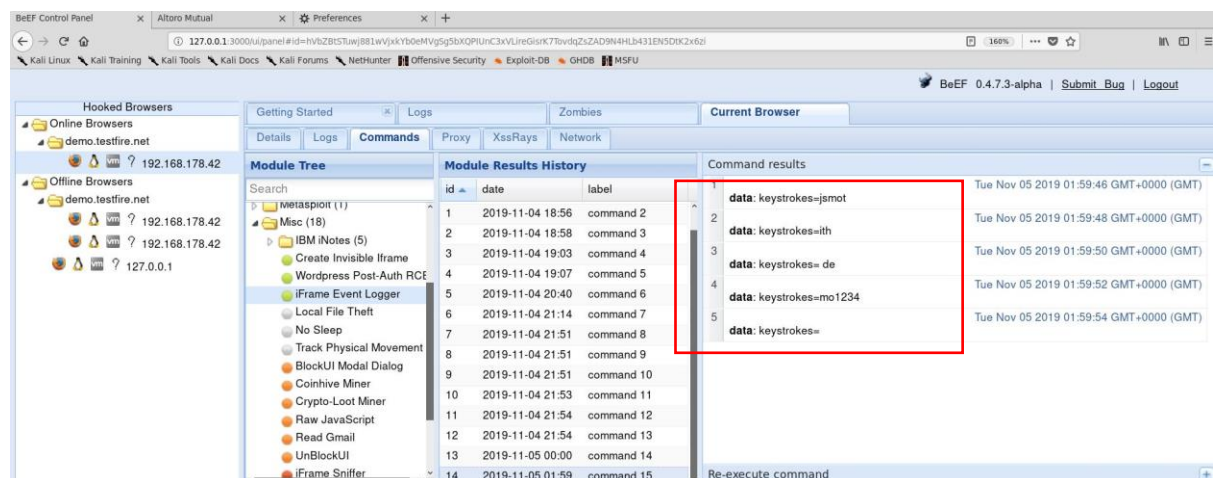 BeEF Control Panel × Altoro Mutual × Preferences × +
127.0.0.1:3000/ui/panel#id=
160%
Kali Linux Kali Training Kali Tools Kali Docs Kali Forums NetHunter Offensive Security Exploit-DB GHDB MSFU
BeEF 0.4.7.3-alpha | Submit Bug | Logout
Hooked Browsers
Online Browsers
demo.testfire.net
? 192.168.178.42
Offline Browsers
demo.testfire.net
? 192.168.178.42
? 192.168.178.42
? 127.0.0.1
Getting Started Logs Zombies Current Browser
Details Logs Commands Proxy XssRays Network
Module Tree
Search
Metasploit (1)
Misc (18)
IBM iNotes (5)
Create Invisible Iframe
Wordpress Post-Auth RCE
iFrame Event Logger
Local File Theft
No Sleep
Track Physical Movement
BlockUI Modal Dialog
Coinhive Miner
Crypto-Loot Miner
Raw JavaScript
Read Gmail
UnBlockUI
iFrame Sniffer
Module Results History
id date label
1 2019-11-04 18:56 command 2
2 2019-11-04 18:58 command 3
3 2019-11-04 19:03 command 4
4 2019-11-04 19:07 command 5
5 2019-11-04 20:40 command 6
6 2019-11-04 21:14 command 7
7 2019-11-04 21:51 command 8
8 2019-11-04 21:51 command 9
9 2019-11-04 21:51 command 10
10 2019-11-04 21:53 command 11
11 2019-11-04 21:54 command 12
12 2019-11-04 21:54 command 13
13 2019-11-05 00:00 command 14
14 2019-11-05 01:59 command 15
Command results
1 Tue Nov 05 2019 01:59:46 GMT+0000 (GMT)
data: keystrokes=jsmot
2 Tue Nov 05 2019 01:59:48 GMT+0000 (GMT)
data: keystrokes=ith
3 Tue Nov 05 2019 01:59:50 GMT+0000 (GMT)
data: keystrokes= de
4 Tue Nov 05 2019 01:59:52 GMT+0000 (GMT)
data: keystrokes=mo1234
5 Tue Nov 05 2019 01:59:54 GMT+0000 (GMT)
data: keystrokes=
Re-execute command